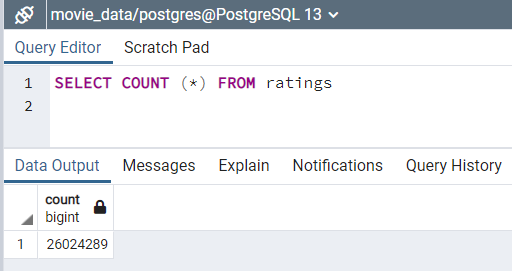 movie_data/postgres@PostgreSQL 13
Query Editor Scratch Pad
1 SELECT COUNT (*) FROM ratings
2
Data Output Messages Explain Notifications Query History
count
bigint
1 26024289